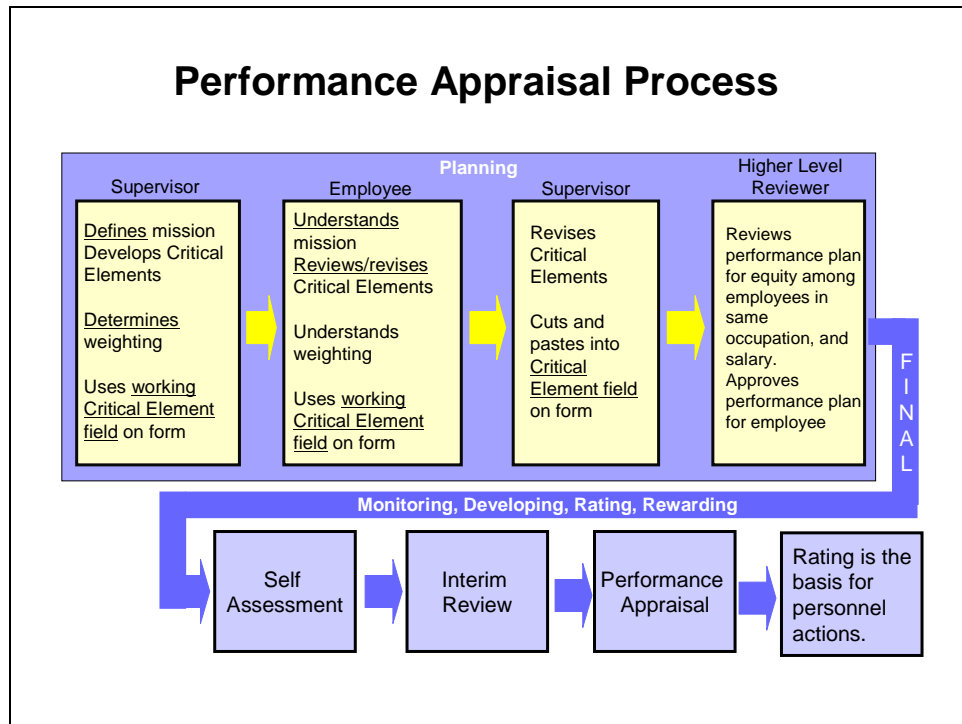 Performance Appraisal Process
Planning
Supervisor
Defines mission
Develops Critical
Elements
Determines
weighting
Uses working
Critical Element
field on form
Employee
Understands
mission
Reviews/revises
Critical Elements
Understands
weighting
Uses working
Critical Element
field on form
Supervisor
Revises
Critical
Elements
Cuts and
pastes into
Critical
Element field
on form
Higher Level
Reviewer
Reviews
performance plan
for equity among
employees in
same
occupation, and
salary.
Approves
performance plan
for employee
FINAL
Monitoring, Developing, Rating, Rewarding
Self
Assessment
Interim
Review
Performance
Appraisal
Rating is the
basis for
personnel
actions.